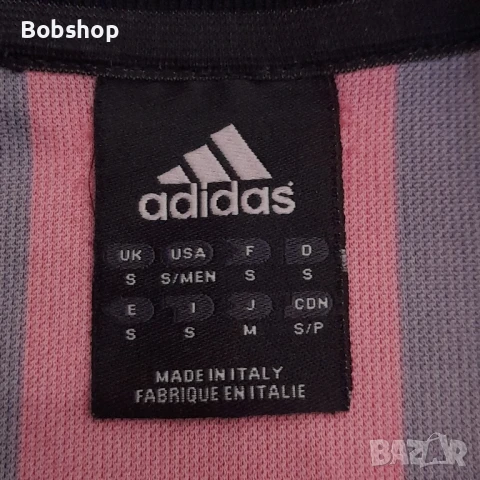 Bobshop
adidas®
UK USA F D
S S/MEN S S
E I J CDN
S S M S/P
MADE IN ITALY
FABRIQUE EN ITALIE
BAZAR